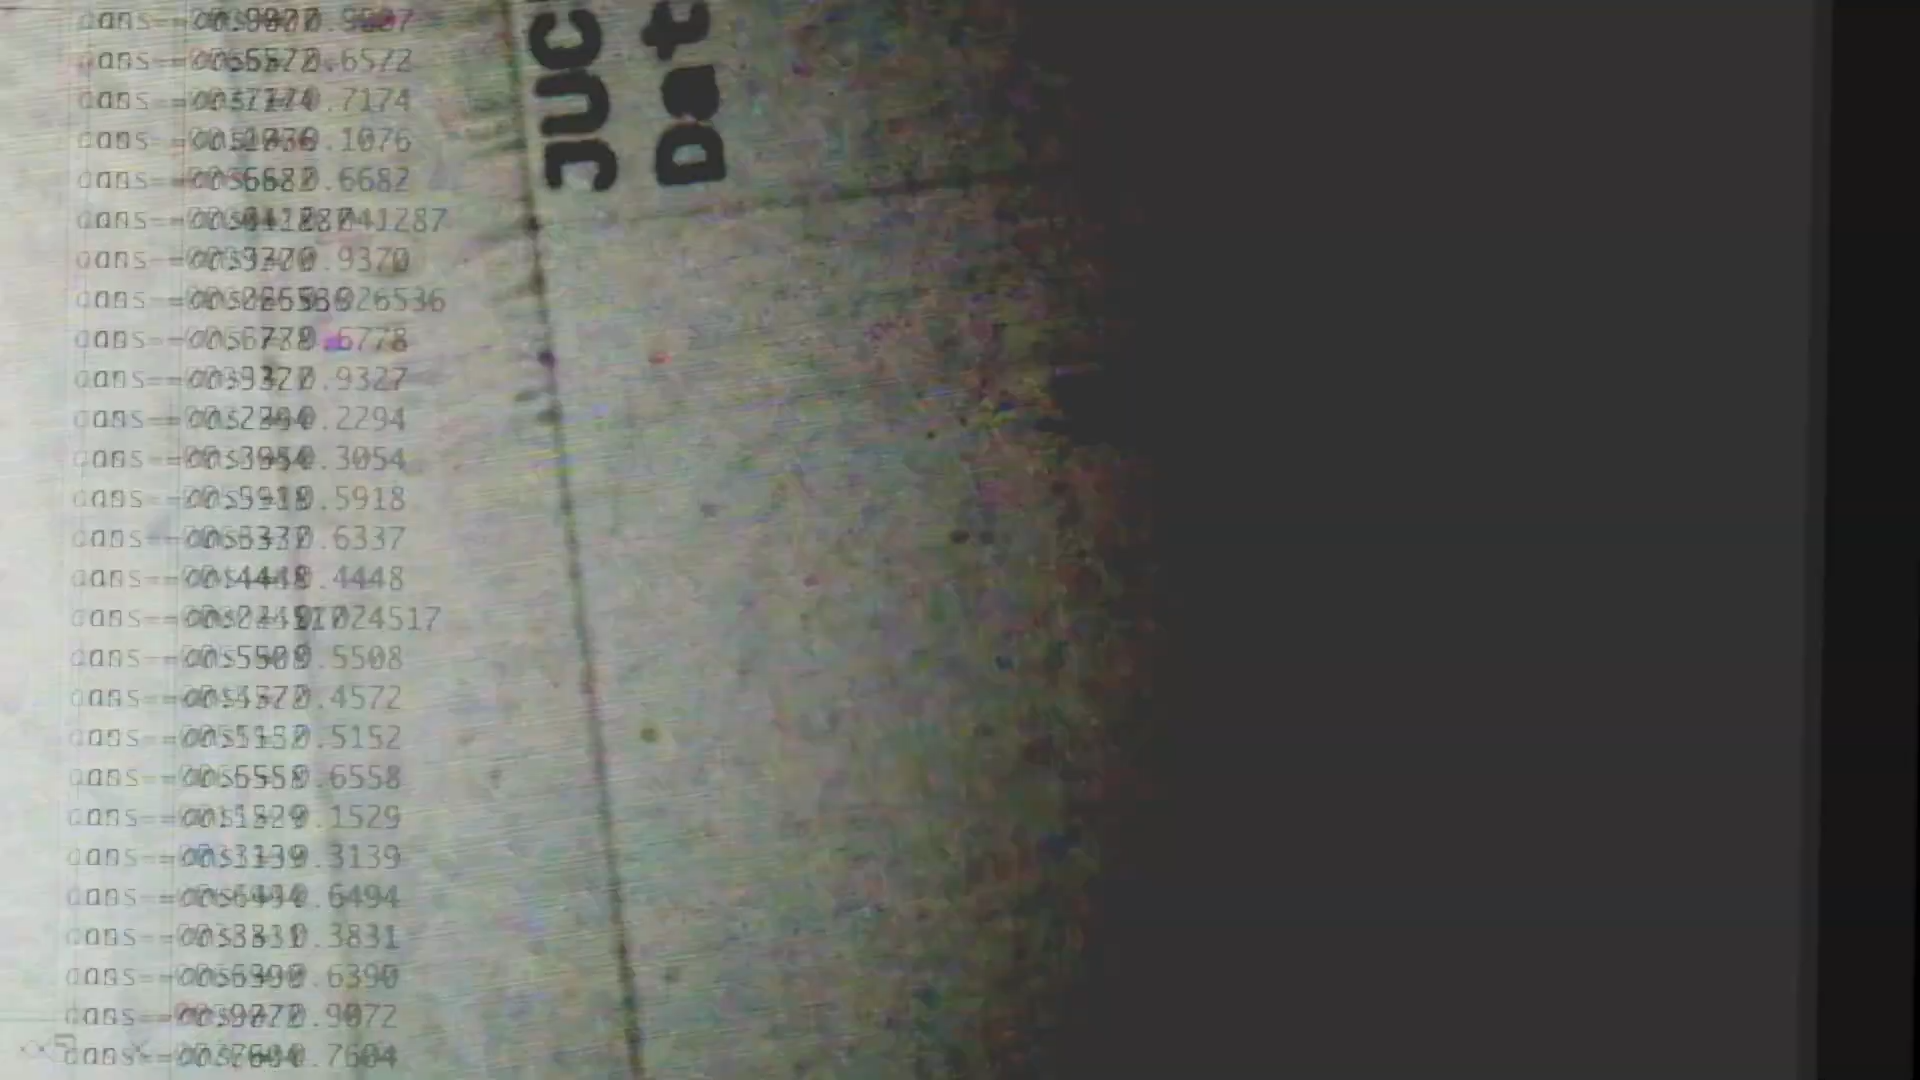 ans = 0.6572
ans = 0.7174
ans = 0.1076
ans = 0.6682
ans = 0.041287
ans = 0.9370
ans = 0.026536
ans = 0.6778
ans = 0.9327
ans = 0.2294
ans = 0.3054
ans = 0.5918
ans = 0.6337
ans = 0.4448
ans = 0.024517
ans = 0.5508
ans = 0.4572
ans = 0.5152
ans = 0.6558
ans = 0.1529
ans = 0.3139
ans = 0.6494
ans = 0.3831
ans = 0.6390
ans = 0.9072
ans = 0.7604
JUC
Dat